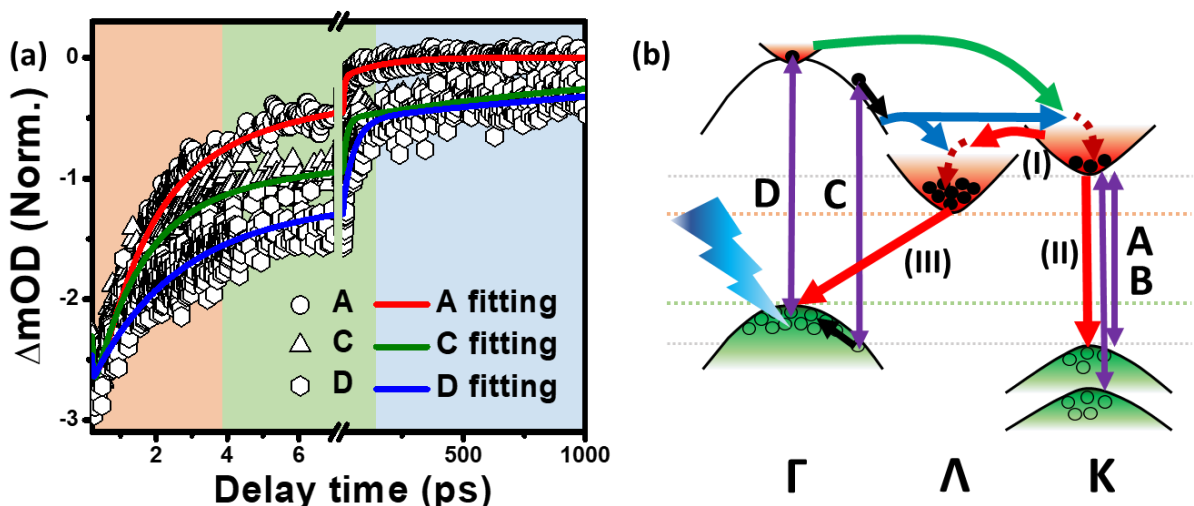 (a)
ΔmOD (Norm.)
0
-1
-2
-3
A A fitting
C C fitting
D D fitting
2 4 6 500 1000
Delay time (ps)
(b)
(I)
D C
A
B
(III) (II)
Γ Λ K